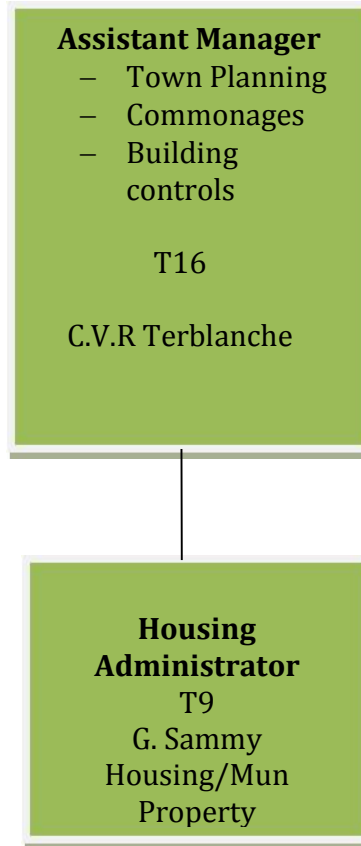 Assistant Manager
– Town Planning
– Commonages
– Building
controls
T16
C.V.R Terblanche
Housing
Administrator
T9
G. Sammy
Housing/Mun
Property